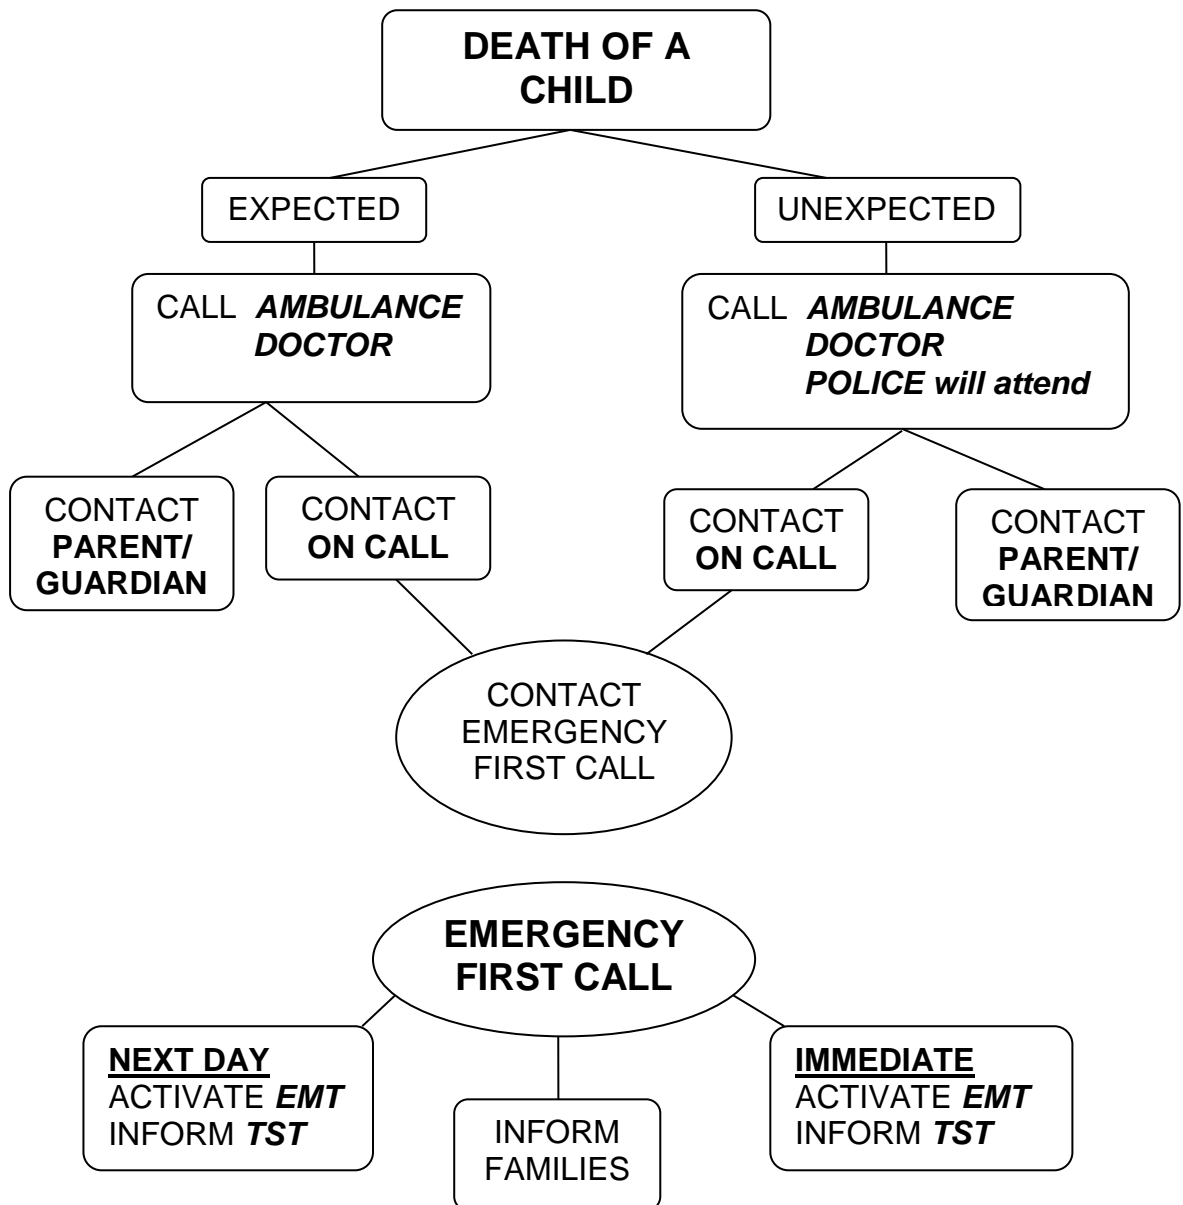 DEATH OF A
CHILD
EXPECTED
UNEXPECTED
CALL AMBULANCE
DOCTOR
CALL AMBULANCE
DOCTOR
POLICE will attend
CONTACT
PARENT/
GUARDIAN
CONTACT
ON CALL
CONTACT
ON CALL
CONTACT
PARENT/
GUARDIAN
CONTACT
EMERGENCY
FIRST CALL
EMERGENCY
FIRST CALL
NEXT DAY
ACTIVATE EMT
INFORM TST
INFORM
FAMILIES
IMMEDIATE
ACTIVATE EMT
INFORM TST